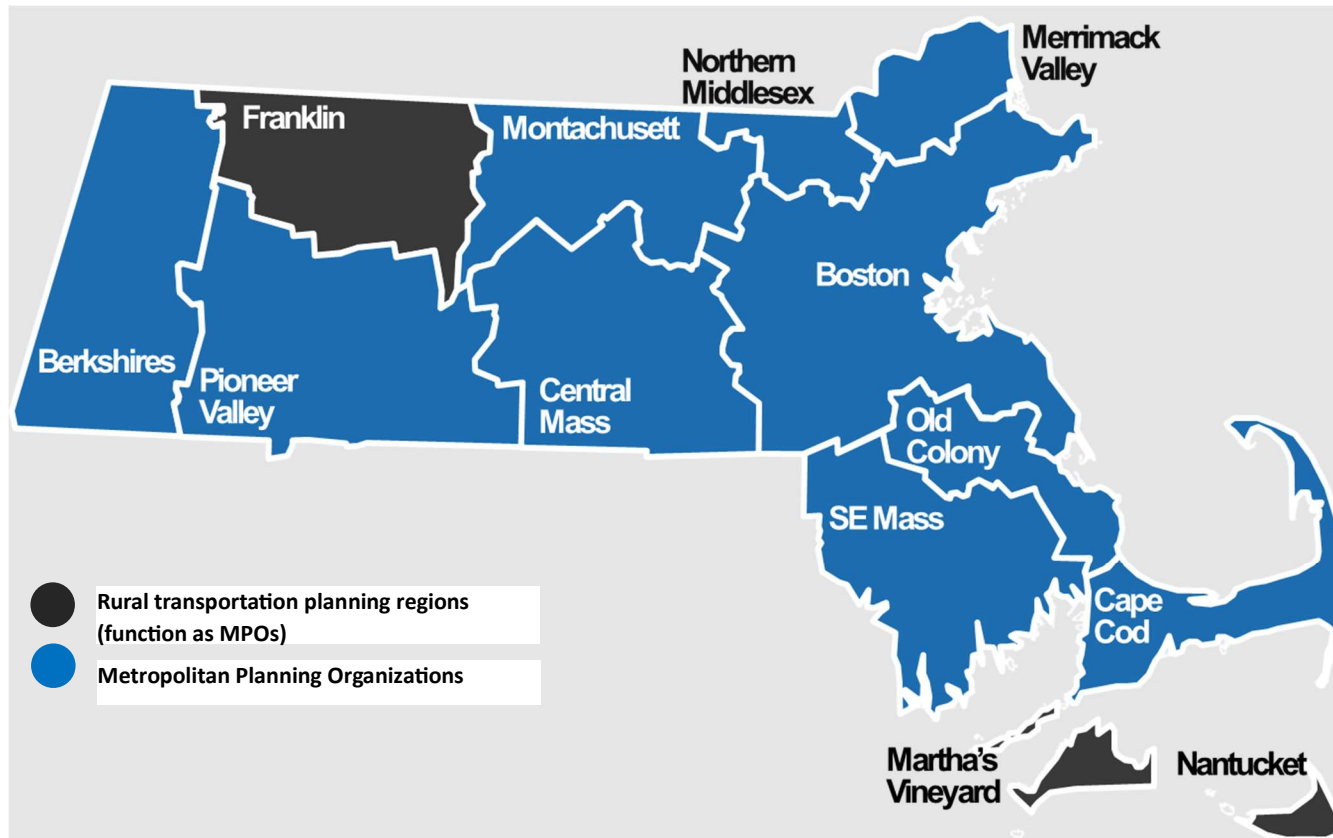 Merrimack
Valley
Northern
Middlesex
Franklin
Montachusett
Boston
Berkshires
Pioneer
Valley
Central
Mass
Old
Colony
SE Mass
Cape
Cod
Rural transportation planning regions
(function as MPOs)
Metropolitan Planning Organizations
Martha's
Vineyard
Nantucket